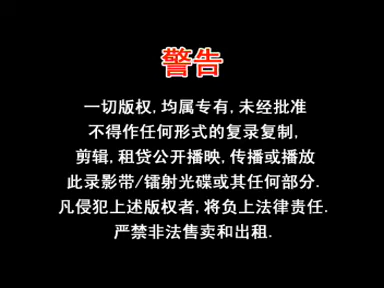 警告
一切版权,均属专有,未经批准
不得作任何形式的复录复制,
剪辑,租贷公开播映,传播或播放
此录影带/镭射光碟或其任何部分.
凡侵犯上述版权者,将负上法律责任.
严禁非法售卖和出租.